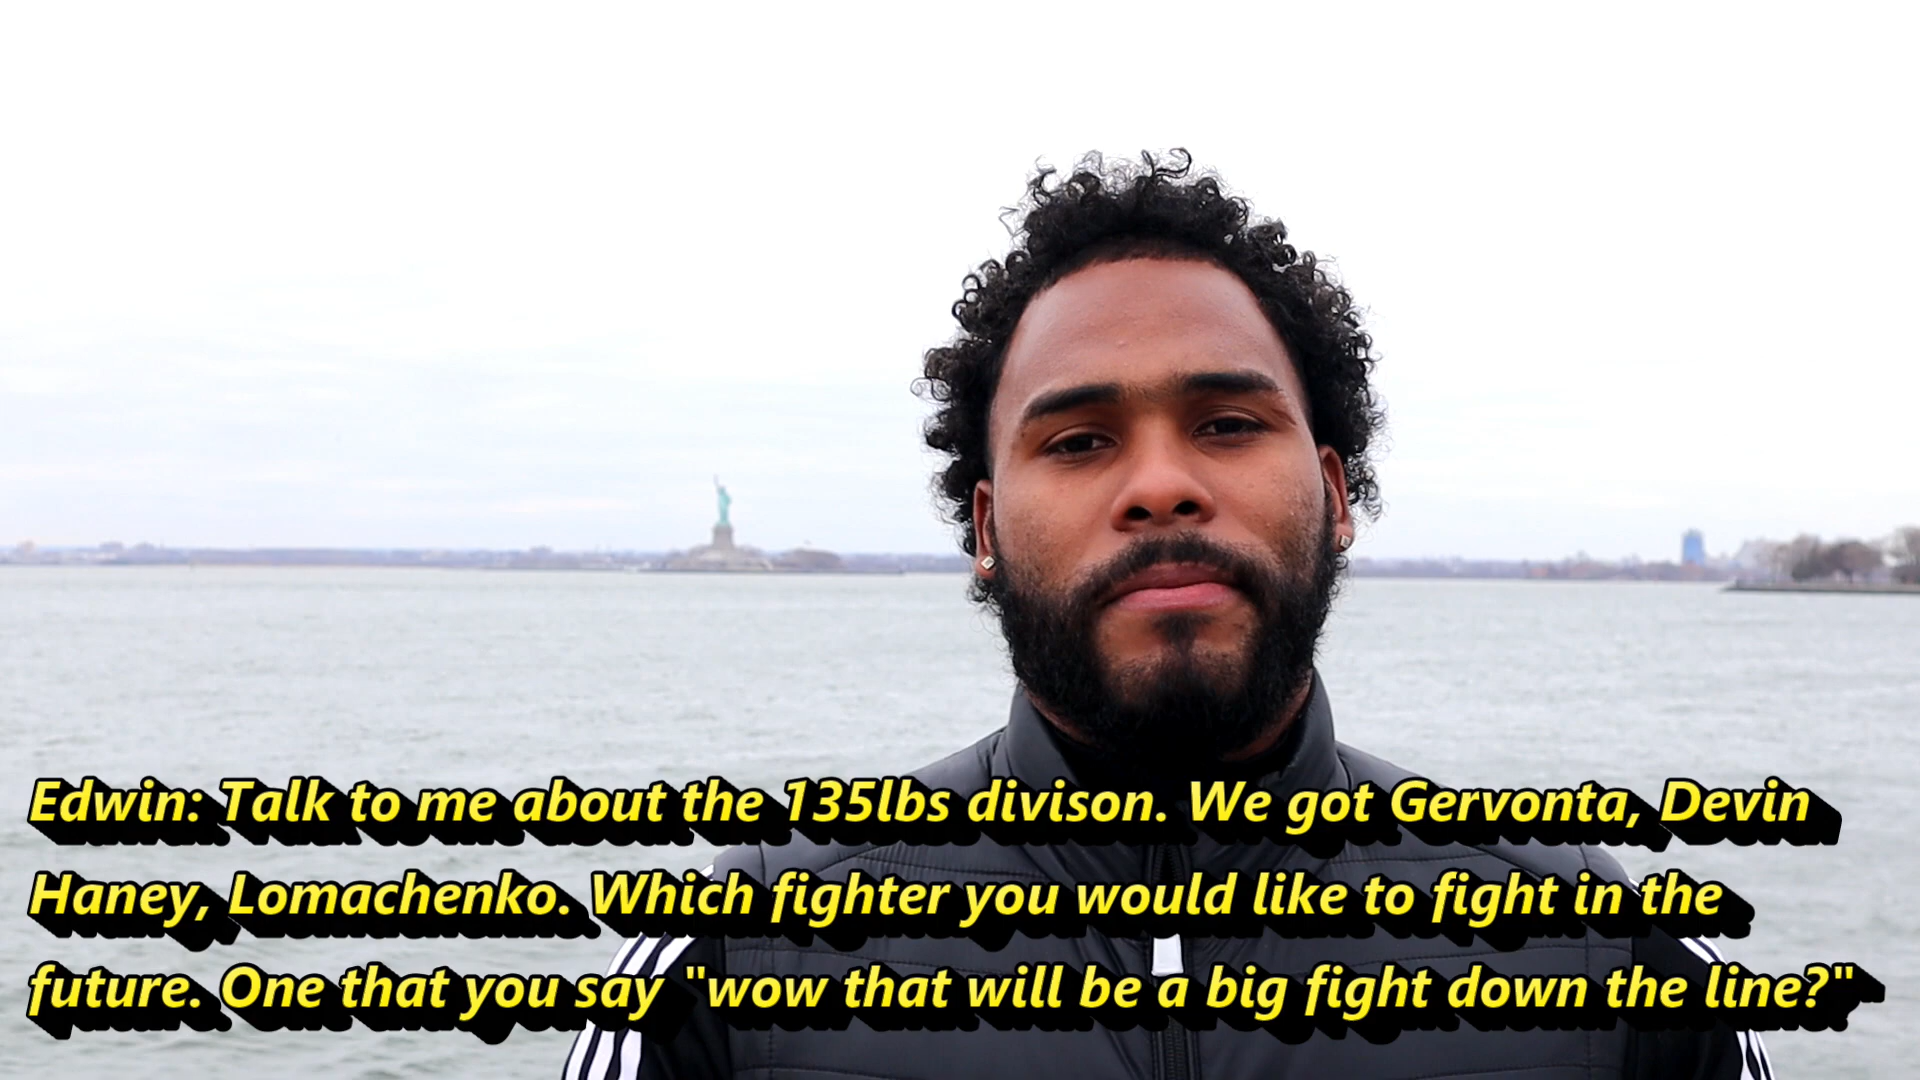 Edwin: Talk to me about the 135lbs divison. We got Gervonta, Devin
Haney, Lomachenko. Which fighter you would like to fight in the
future. One that you say "wow that will be a big fight down the line?"